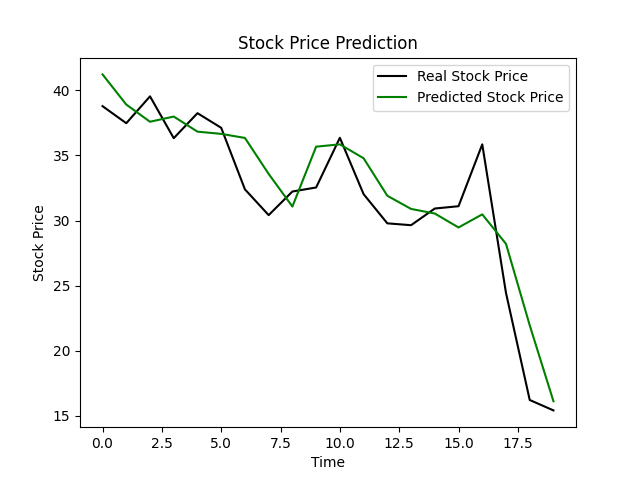 Stock Price Prediction
Real Stock Price
Predicted Stock Price
Stock Price
40
35
30
25
20
15
0.0 2.5 5.0 7.5 10.0 12.5 15.0 17.5
Time